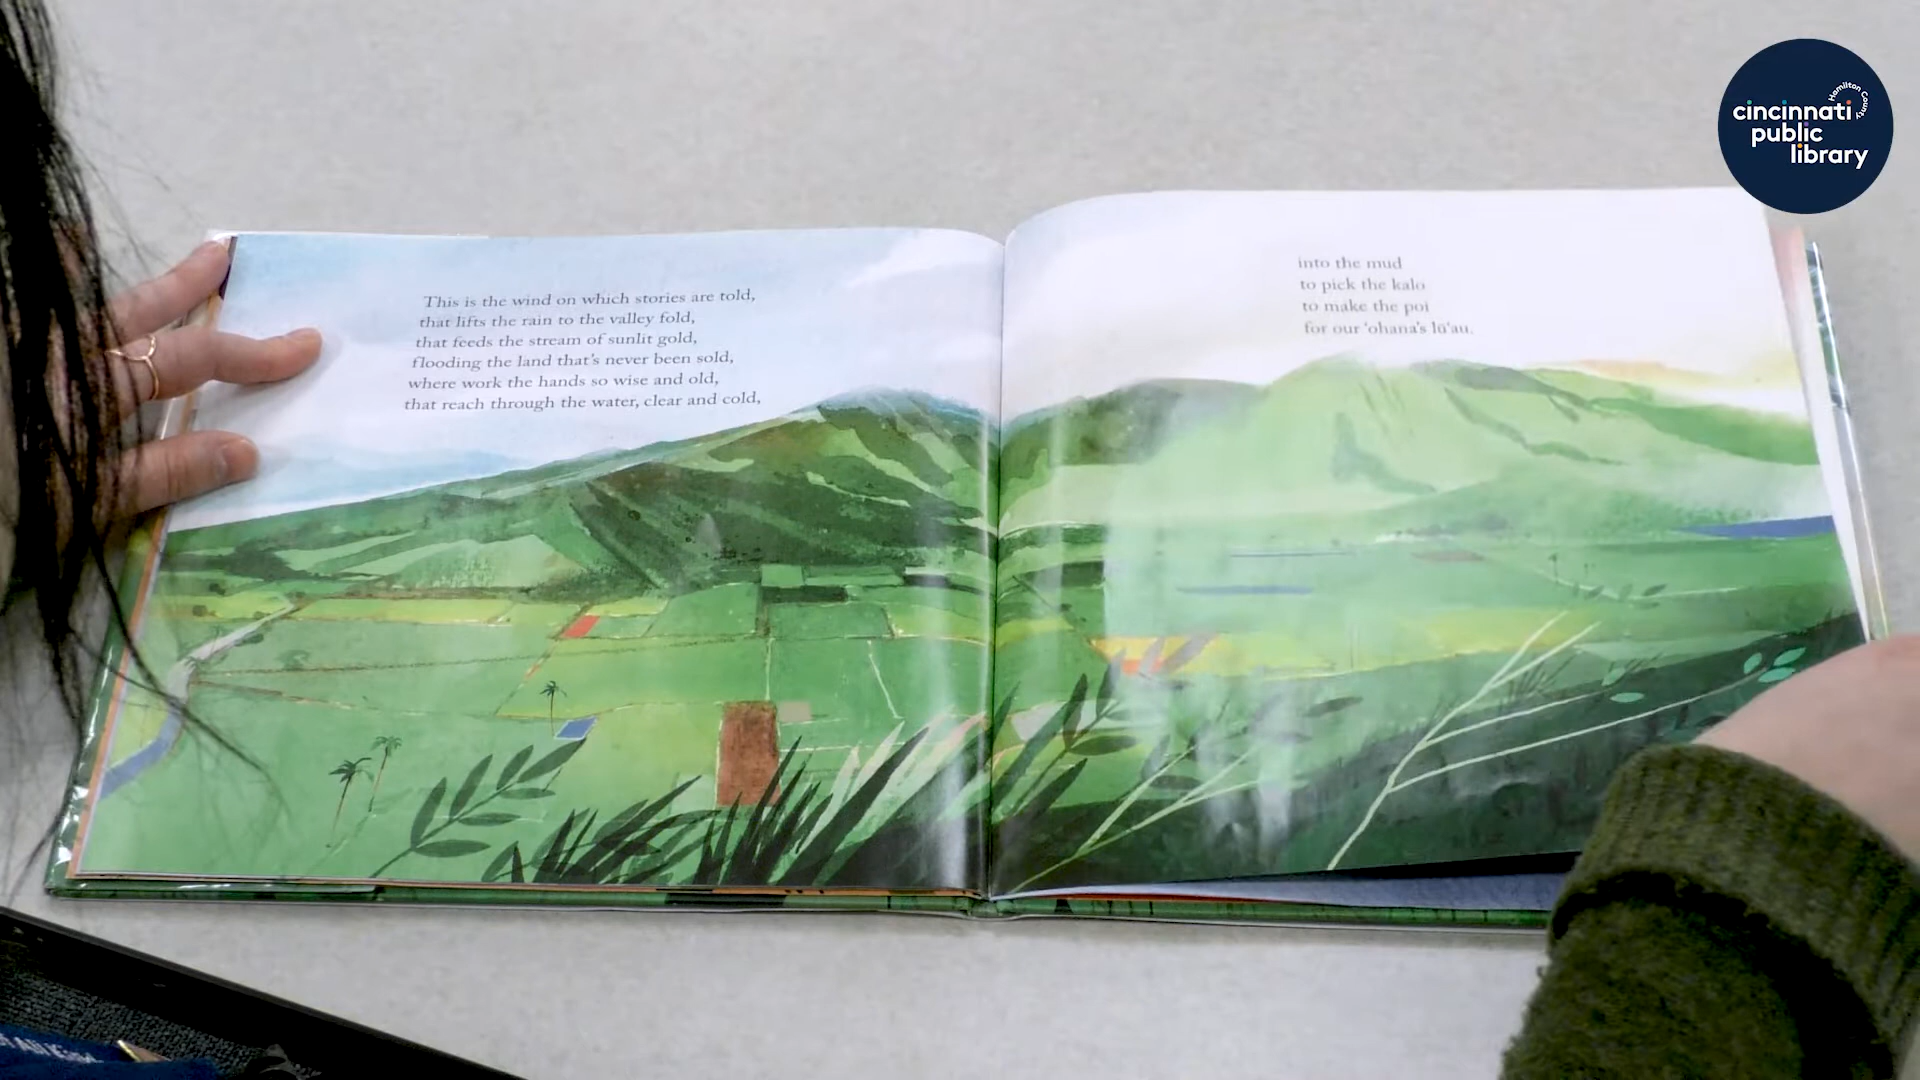 This is the wind on which stories are told,
that lifts the rain to the valley fold,
that feeds the stream of sunlit gold,
flooding the land that's never been sold,
where work the hands so wise and old,
that reach through the water, clear and cold,
into the mud
to pick the kalo
to make the poi
for our 'ohana's lū'au.
cincinnati
Hamilton County
public
library